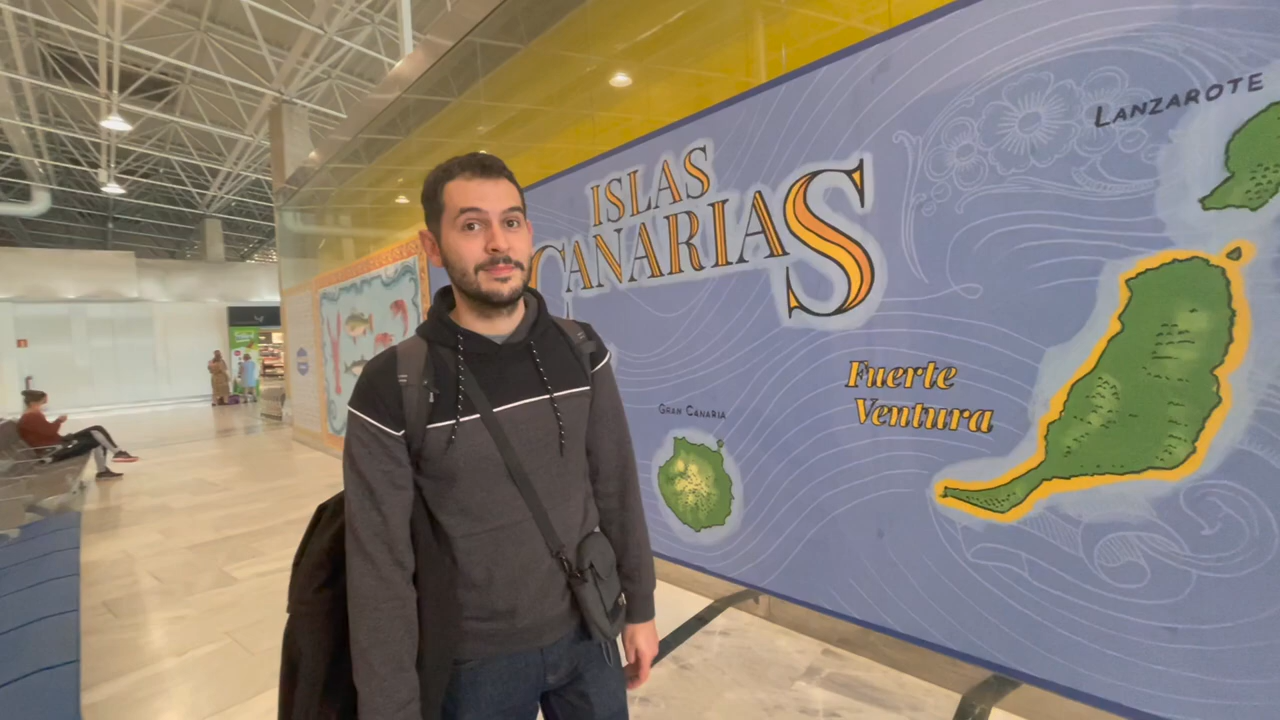 ISLAS
CANARIAS
LANZAROTE
Fuerte
Ventura
GRAN CANARIA